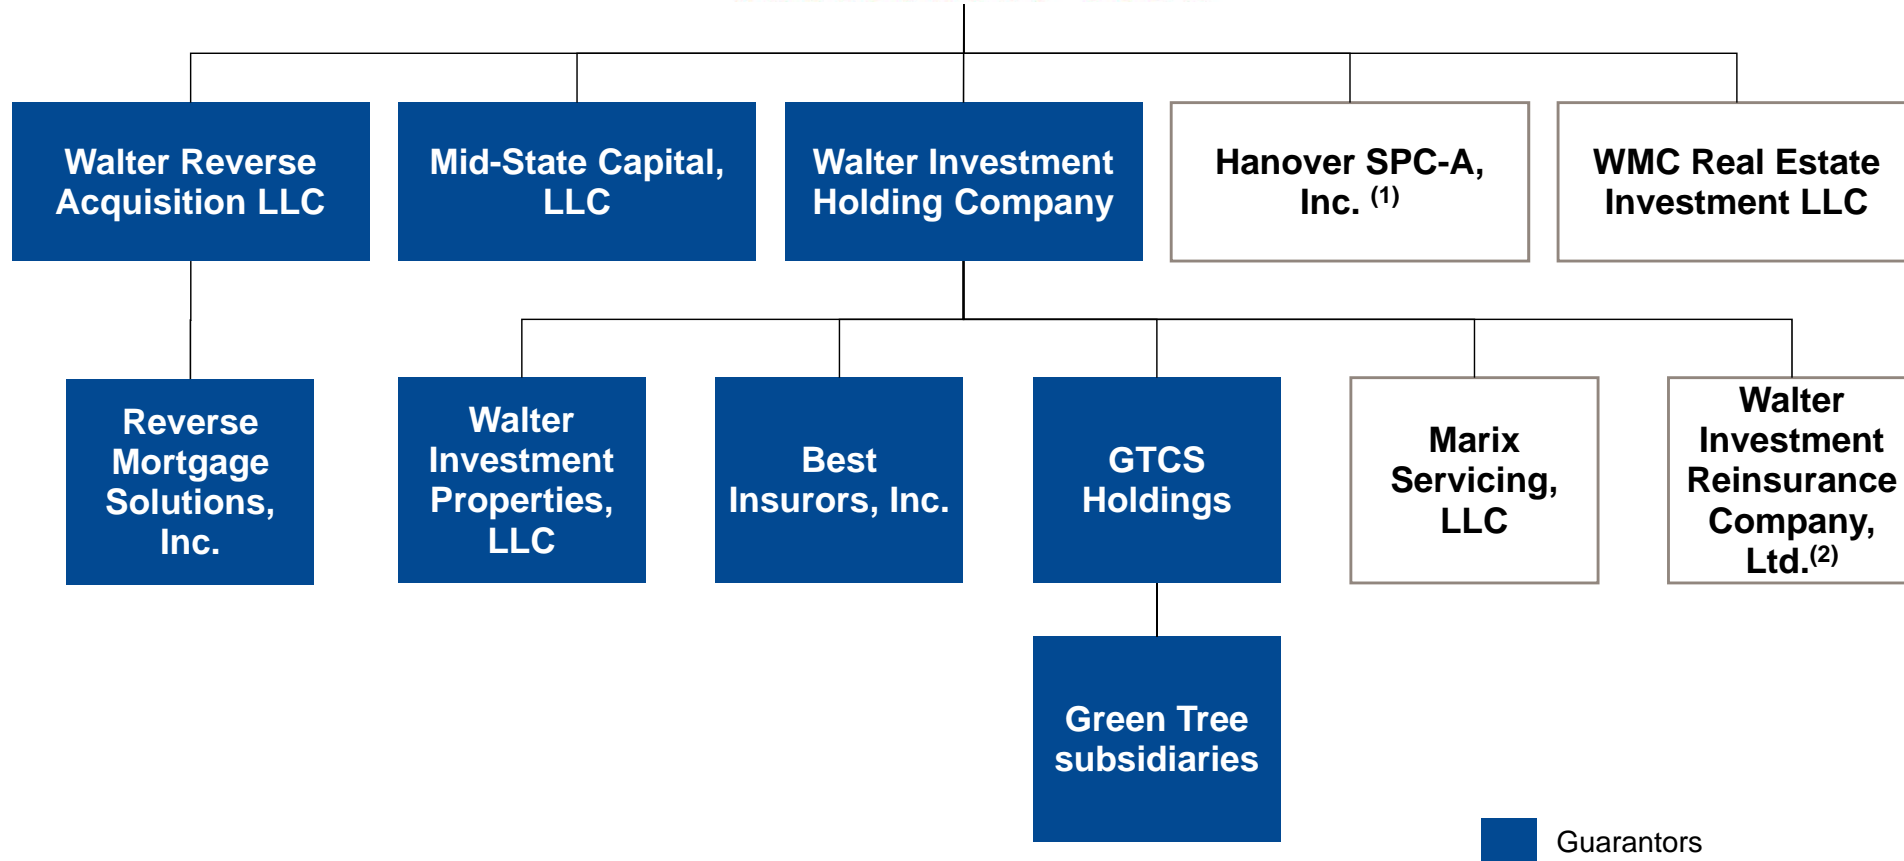 Walter Reverse
Acquisition LLC
Mid-State Capital,
LLC
Walter Investment
Holding Company
Hanover SPC-A,
Inc. (1)
WMC Real Estate
Investment LLC
Reverse
Mortgage
Solutions,
Inc.
Walter
Investment
Properties,
LLC
Best
Insurors, Inc.
GTCS
Holdings
Marix
Servicing,
LLC
Walter
Investment
Reinsurance
Company,
Ltd.(2)
Green Tree
subsidiaries
Guarantors